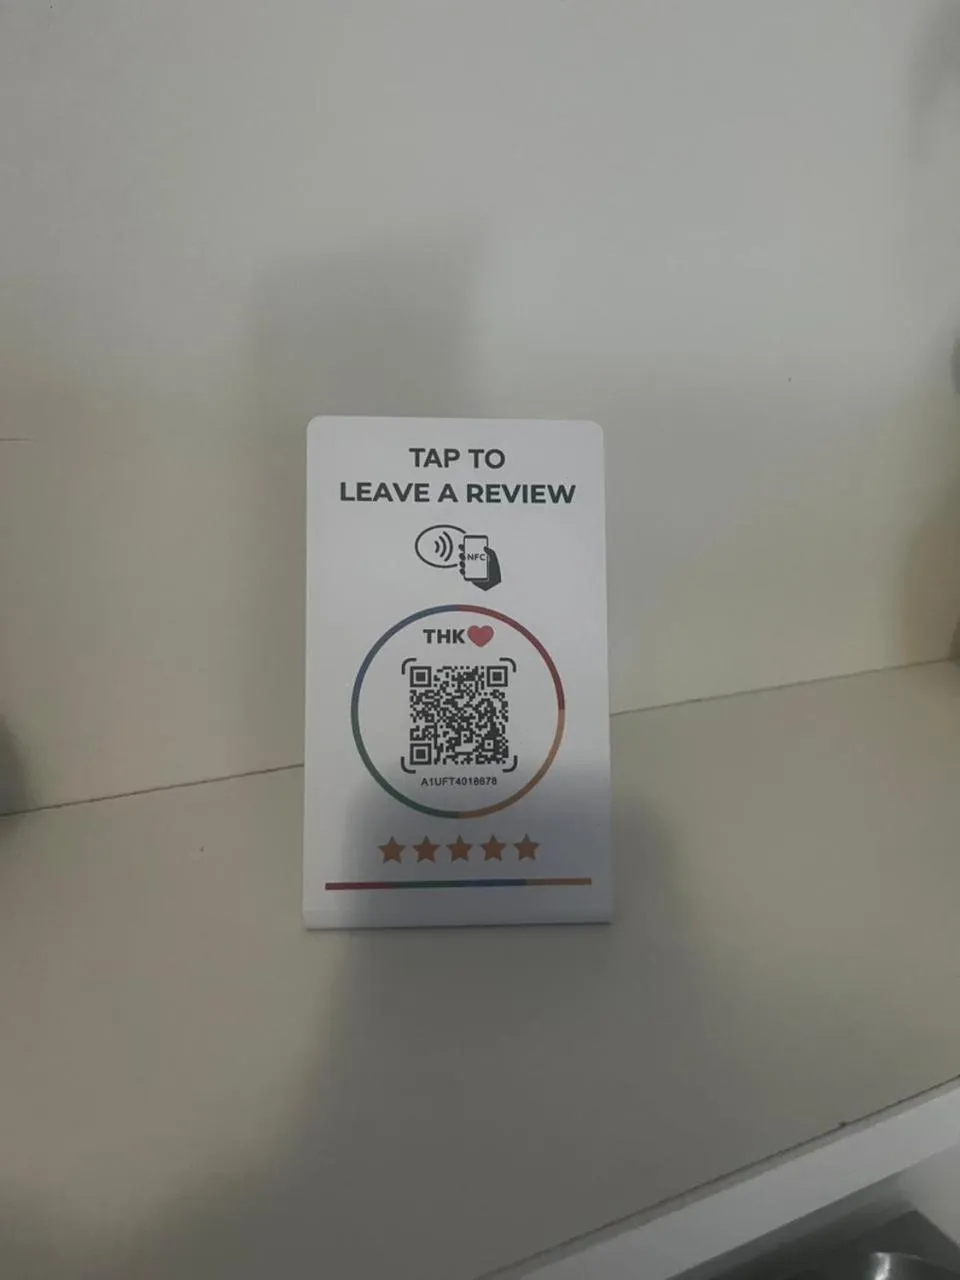 TAP TO
LEAVE A REVIEW
NFC
THK❤
A1UFT4018678